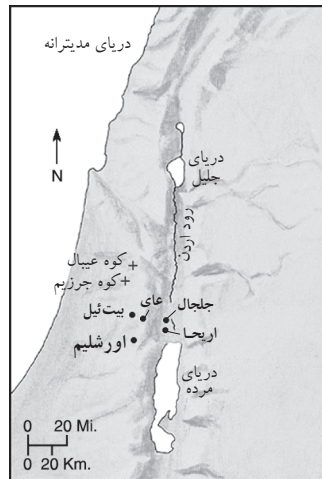 دریای مدیترانه
N
دریای
جلیل
رود اردن
کوه عیبال
کوه جرزیم
عای
بیت‌ئیل
جلجال
اریحا
اورشلیم
دریای
مرده
0 20 Mi.
0 20 Km.